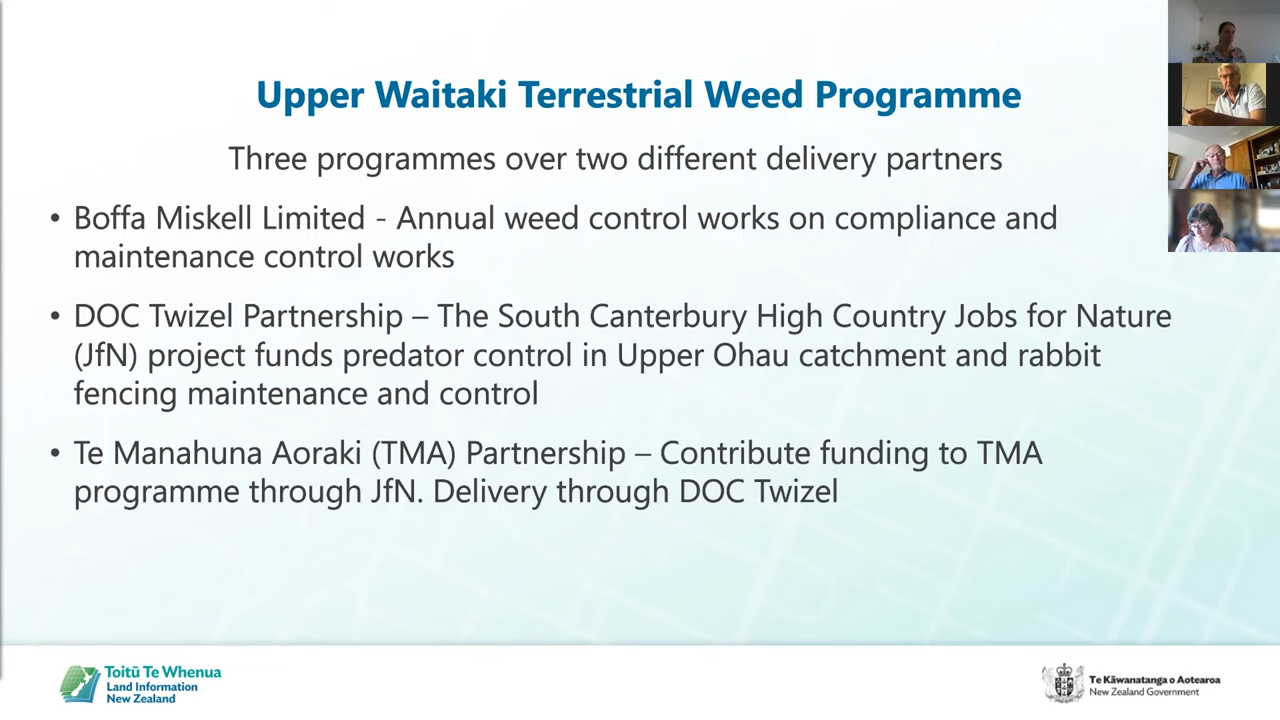 Upper Waitaki Terrestrial Weed Programme
Three programmes over two different delivery partners
• Boffa Miskell Limited - Annual weed control works on compliance and
maintenance control works
• DOC Twizel Partnership – The South Canterbury High Country Jobs for Nature
(JfN) project funds predator control in Upper Ohau catchment and rabbit
fencing maintenance and control
• Te Manahuna Aoraki (TMA) Partnership – Contribute funding to TMA
programme through JfN. Delivery through DOC Twizel
Toitū Te Whenua
Land Information
New Zealand
Te Kāwanatanga o Aotearoa
New Zealand Government